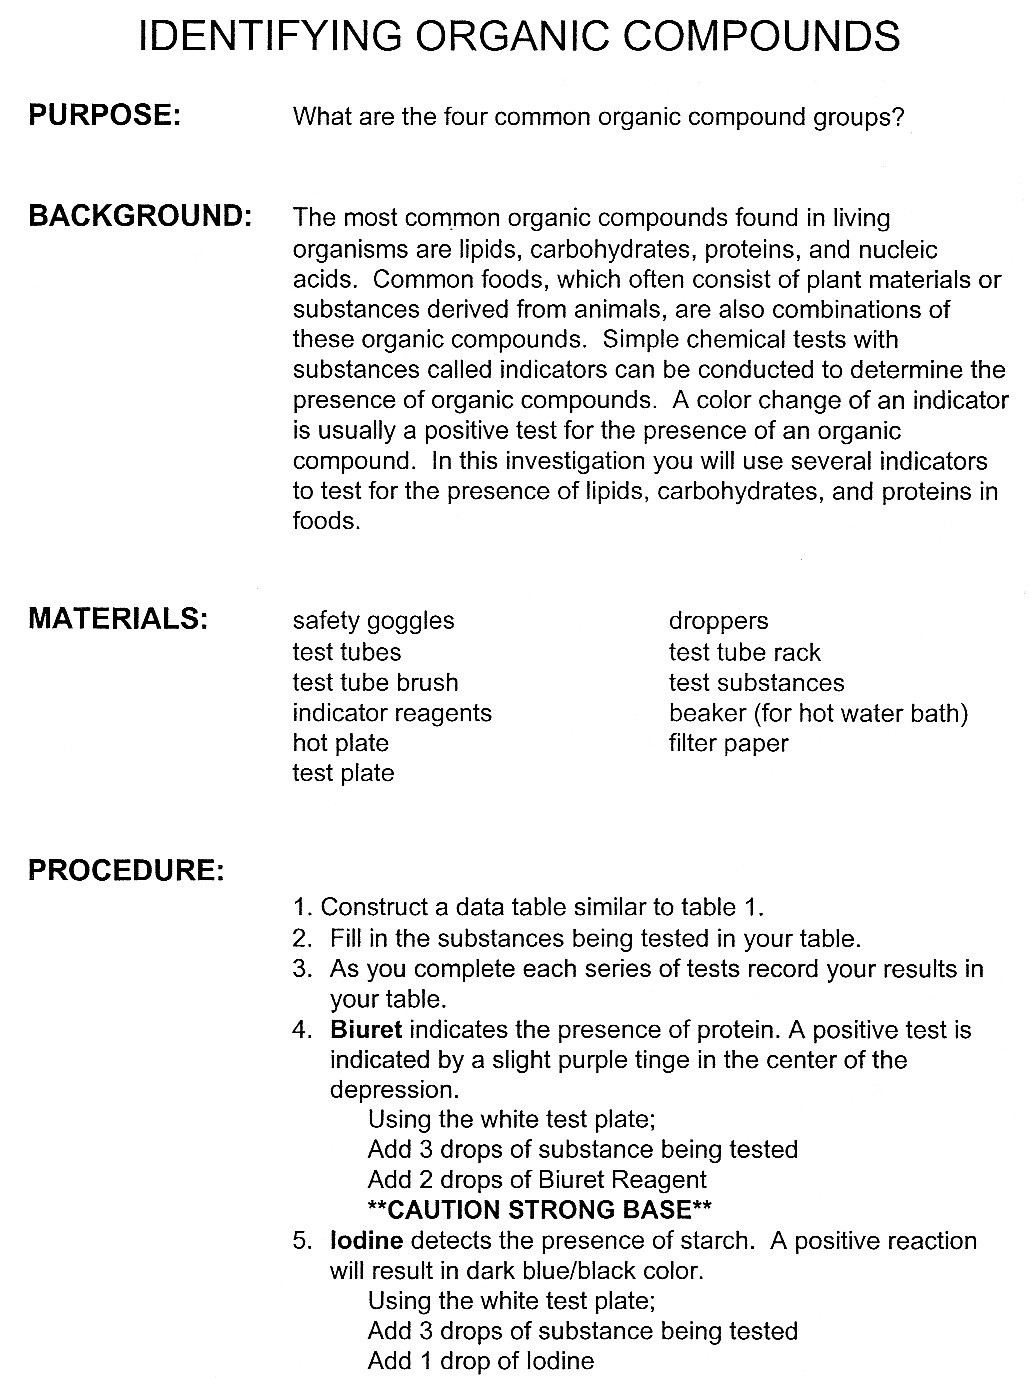 IDENTIFYING ORGANIC COMPOUNDS
PURPOSE: What are the four common organic compound groups?
BACKGROUND: The most common organic compounds found in living
organisms are lipids, carbohydrates, proteins, and nucleic
acids. Common foods, which often consist of plant materials or
substances derived from animals, are also combinations of
these organic compounds. Simple chemical tests with
substances called indicators can be conducted to determine the
presence of organic compounds. A color change of an indicator
is usually a positive test for the presence of an organic
compound. In this investigation you will use several indicators
to test for the presence of lipids, carbohydrates, and proteins in
foods.
MATERIALS: safety goggles droppers
test tubes test tube rack
test tube brush test substances
indicator reagents beaker (for hot water bath)
hot plate filter paper
test plate
PROCEDURE:
1. Construct a data table similar to table 1.
2. Fill in the substances being tested in your table.
3. As you complete each series of tests record your results in
your table.
4. Biuret indicates the presence of protein. A positive test is
indicated by a slight purple tinge in the center of the
depression.
Using the white test plate;
Add 3 drops of substance being tested
Add 2 drops of Biuret Reagent
**CAUTION STRONG BASE**
5. Iodine detects the presence of starch. A positive reaction
will result in dark blue/black color.
Using the white test plate;
Add 3 drops of substance being tested
Add 1 drop of Iodine